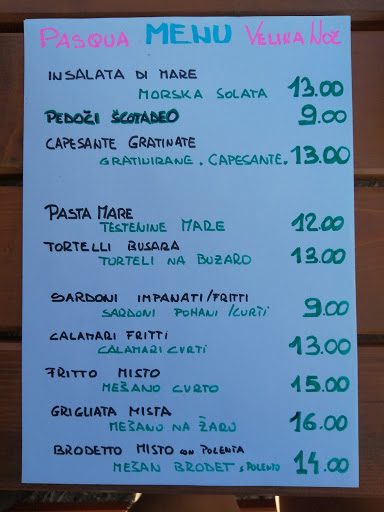 PASQUA MENU VELIKA NOČ
INSALATA DI MARE
MORSKA SOLATA 13.00
PEDOČI ŠCOTADEO 9.00
CAPESANTE GRATINATE
GRATINIRANE . CAPESANTE . 13.00
PASTA MARE
TESTENINE MARE 12.00
TORTELLI BUSARA
TORTELI NA BUZARO 13.00
SARDONI IMPANATI/FRITTI
SARDONI POHANI /CURTI 9.00
CALAMARI FRITTI
CALAMARI CURTI 13.00
FRITTO MISTO
MEŠANO CURTO 15.00
GRIGLIATA MISTA
MEŠANO NA ŽARU 16.00
BRODETTO MISTO CON POLENTA
MEŠAN BRODET S POLENTO 14.00